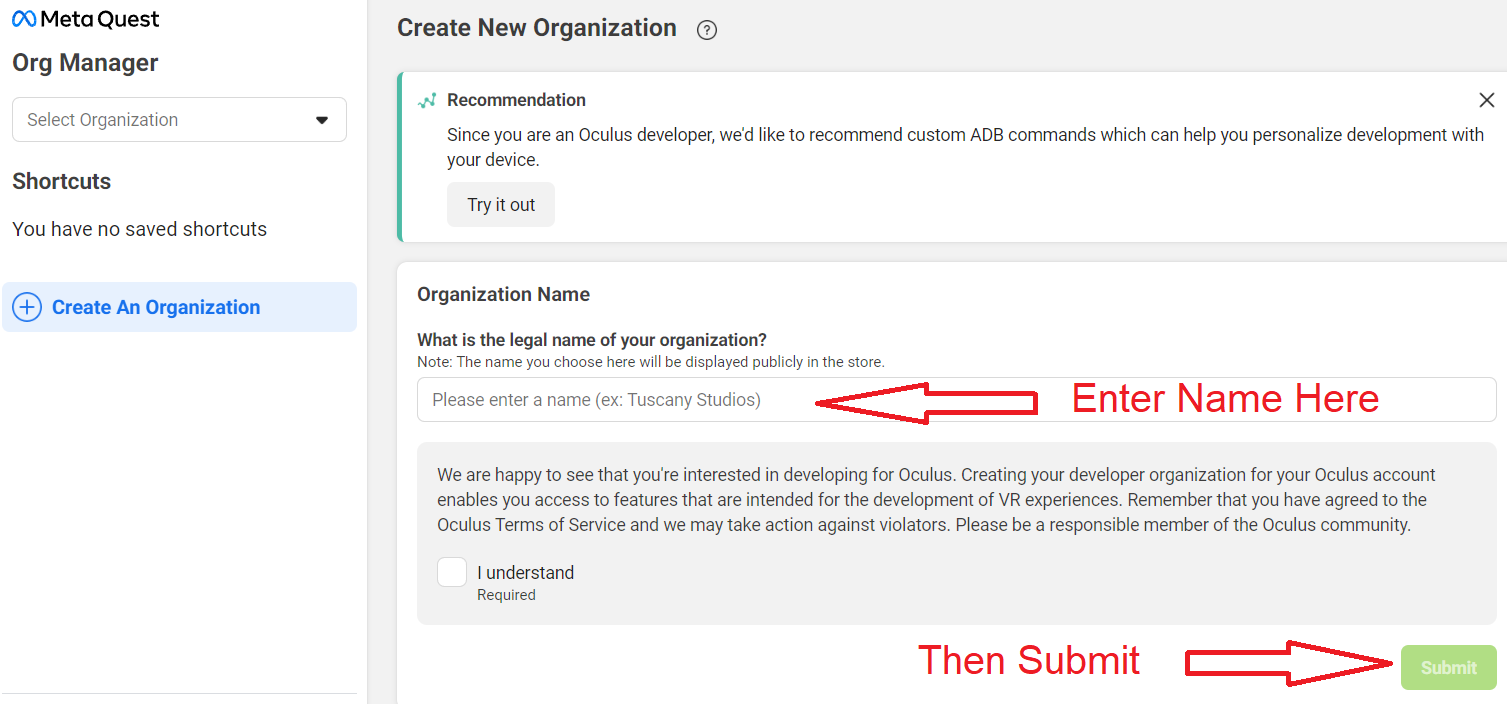 Meta Quest
Org Manager
Select Organization
Shortcuts
You have no saved shortcuts
Create An Organization
Create New Organization ?
Recommendation
Since you are an Oculus developer, we'd like to recommend custom ADB commands which can help you personalize development with
your device.
Try it out
Organization Name
What is the legal name of your organization?
Note: The name you choose here will be displayed publicly in the store.
Please enter a name (ex: Tuscany Studios)
Enter Name Here
We are happy to see that you're interested in developing for Oculus. Creating your developer organization for your Oculus account
enables you access to features that are intended for the development of VR experiences. Remember that you have agreed to the
Oculus Terms of Service and we may take action against violators. Please be a responsible member of the Oculus community.
I understand
Required
Then Submit
Submit